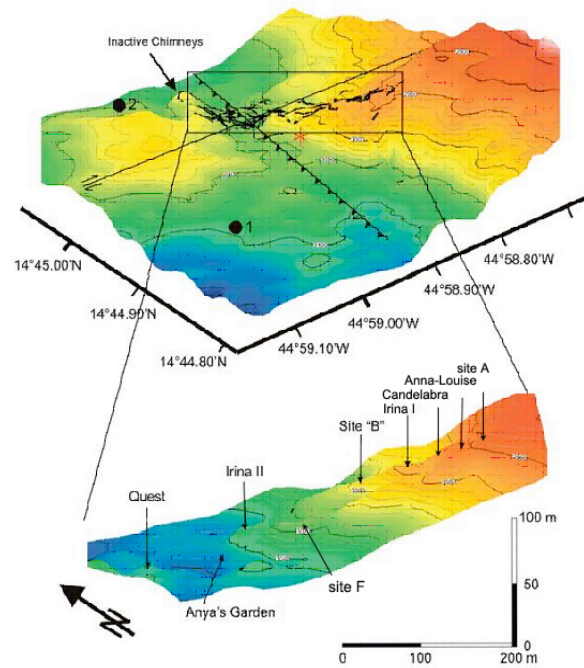 Inactive Chimneys
2
1
14°45.00'N
14°44.90'N
14°44.80'N
44°59.10'W
44°59.00'W
44°58.90'W
44°58.80'W
site A
Anna-Louise
Candelabra
Irina I
Site "B"
Irina II
Quest
site F
Anya's Garden
N
100 m
50
0
100
200 m